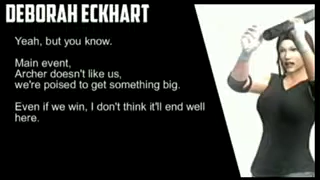 DEBORAH ECKHART
Yeah, but you know.
Main event,
Archer doesn't like us,
we're poised to get something big.
Even if we win, I don't think it'll end well
here.